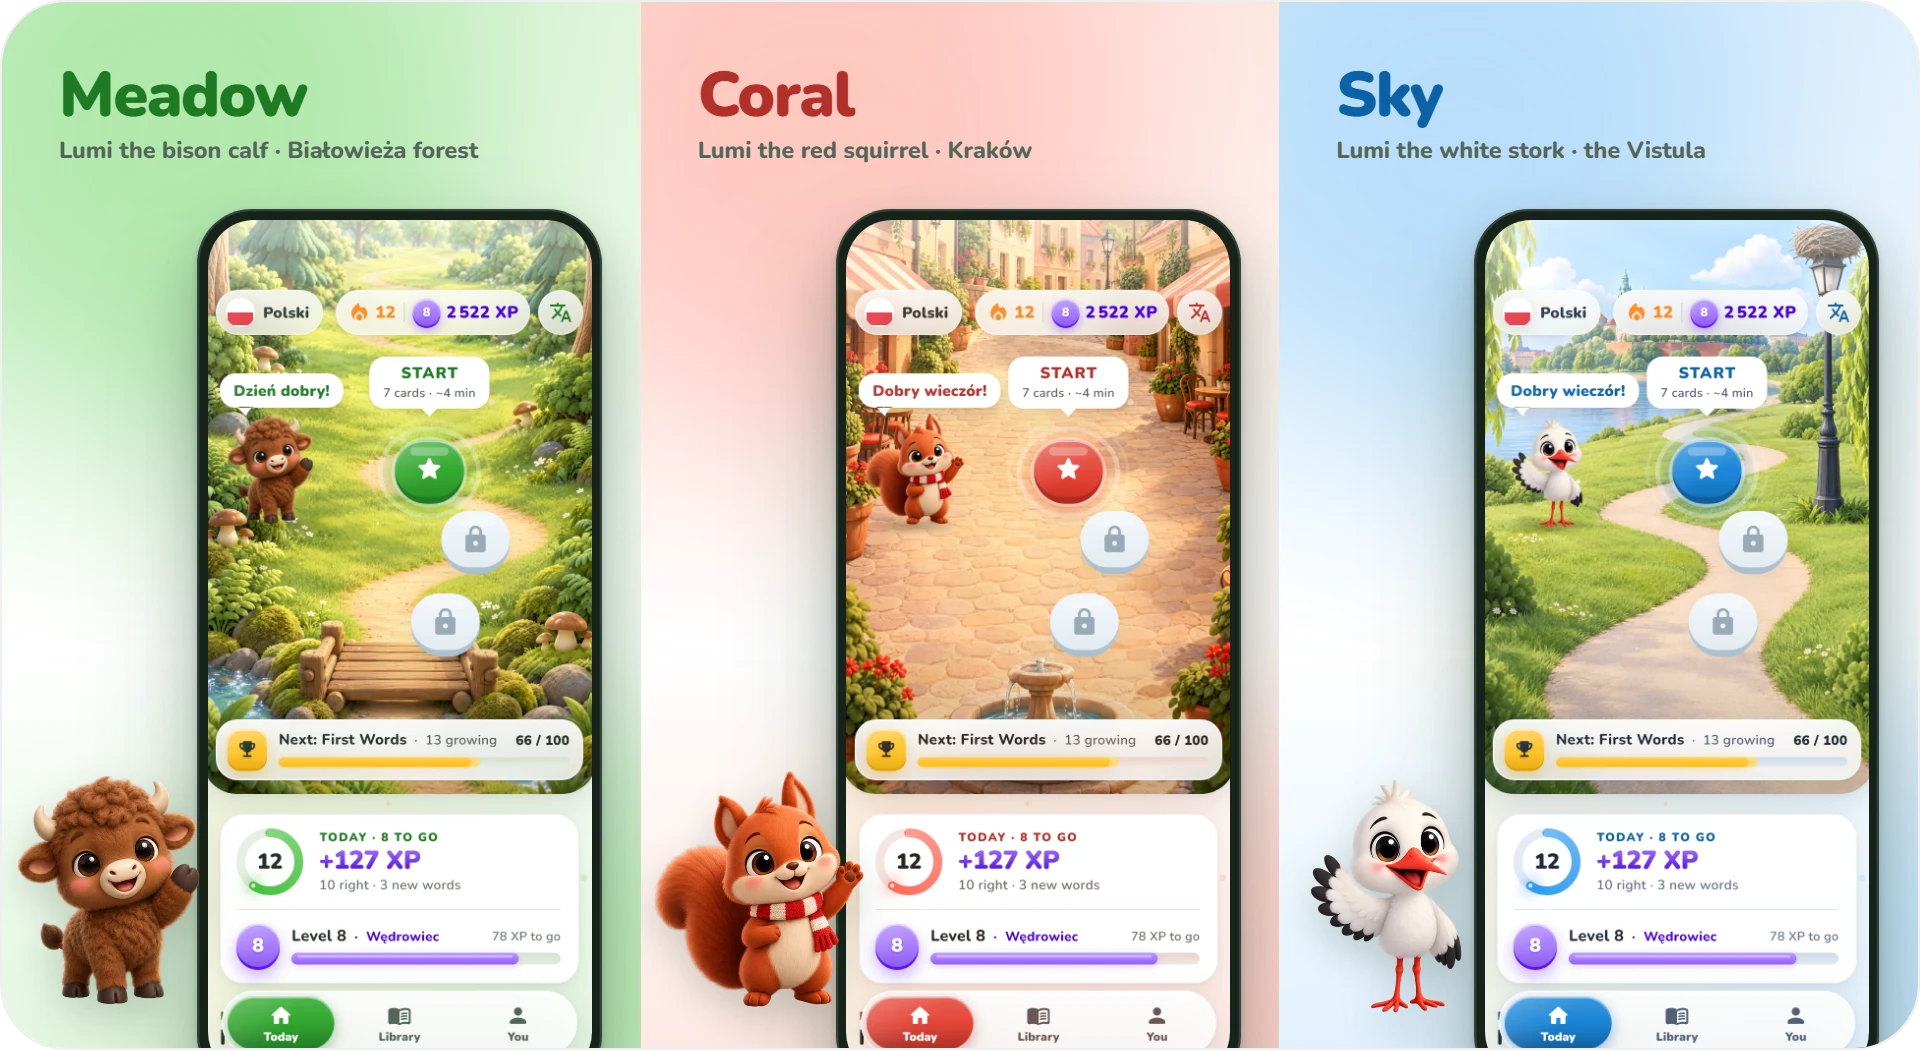 Meadow
Lumi the bison calf · Białowieża forest
Polski
12
8
2 522 XP
Dzień dobry!
START
7 cards · ~4 min
Next: First Words · 13 growing 66 / 100
12
TODAY · 8 TO GO
+127 XP
10 right · 3 new words
8
Level 8 · Wędrowiec 78 XP to go
Today
Library
You
Coral
Lumi the red squirrel · Kraków
Polski
12
8
2 522 XP
Dobry wieczór!
START
7 cards · ~4 min
Next: First Words · 13 growing 66 / 100
12
TODAY · 8 TO GO
+127 XP
10 right · 3 new words
8
Level 8 · Wędrowiec 78 XP to go
Today
Library
You
Sky
Lumi the white stork · the Vistula
Polski
12
8
2 522 XP
Dobry wieczór!
START
7 cards · ~4 min
Next: First Words · 13 growing 66 / 100
12
TODAY · 8 TO GO
+127 XP
10 right · 3 new words
8
Level 8 · Wędrowiec 78 XP to go
Today
Library
You